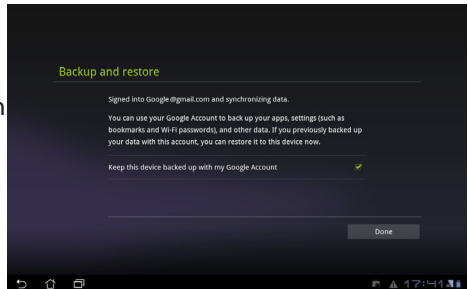 Backup and restore
Signed into Google @gmail.com and synchronizing data.
You can use your Google Account to back up your apps, settings (such as
bookmarks and Wi-Fi passwords), and other data. If you previously backed up
your data with this account, you can restore it to this device now.
Keep this device backed up with my Google Account
Done
17:41